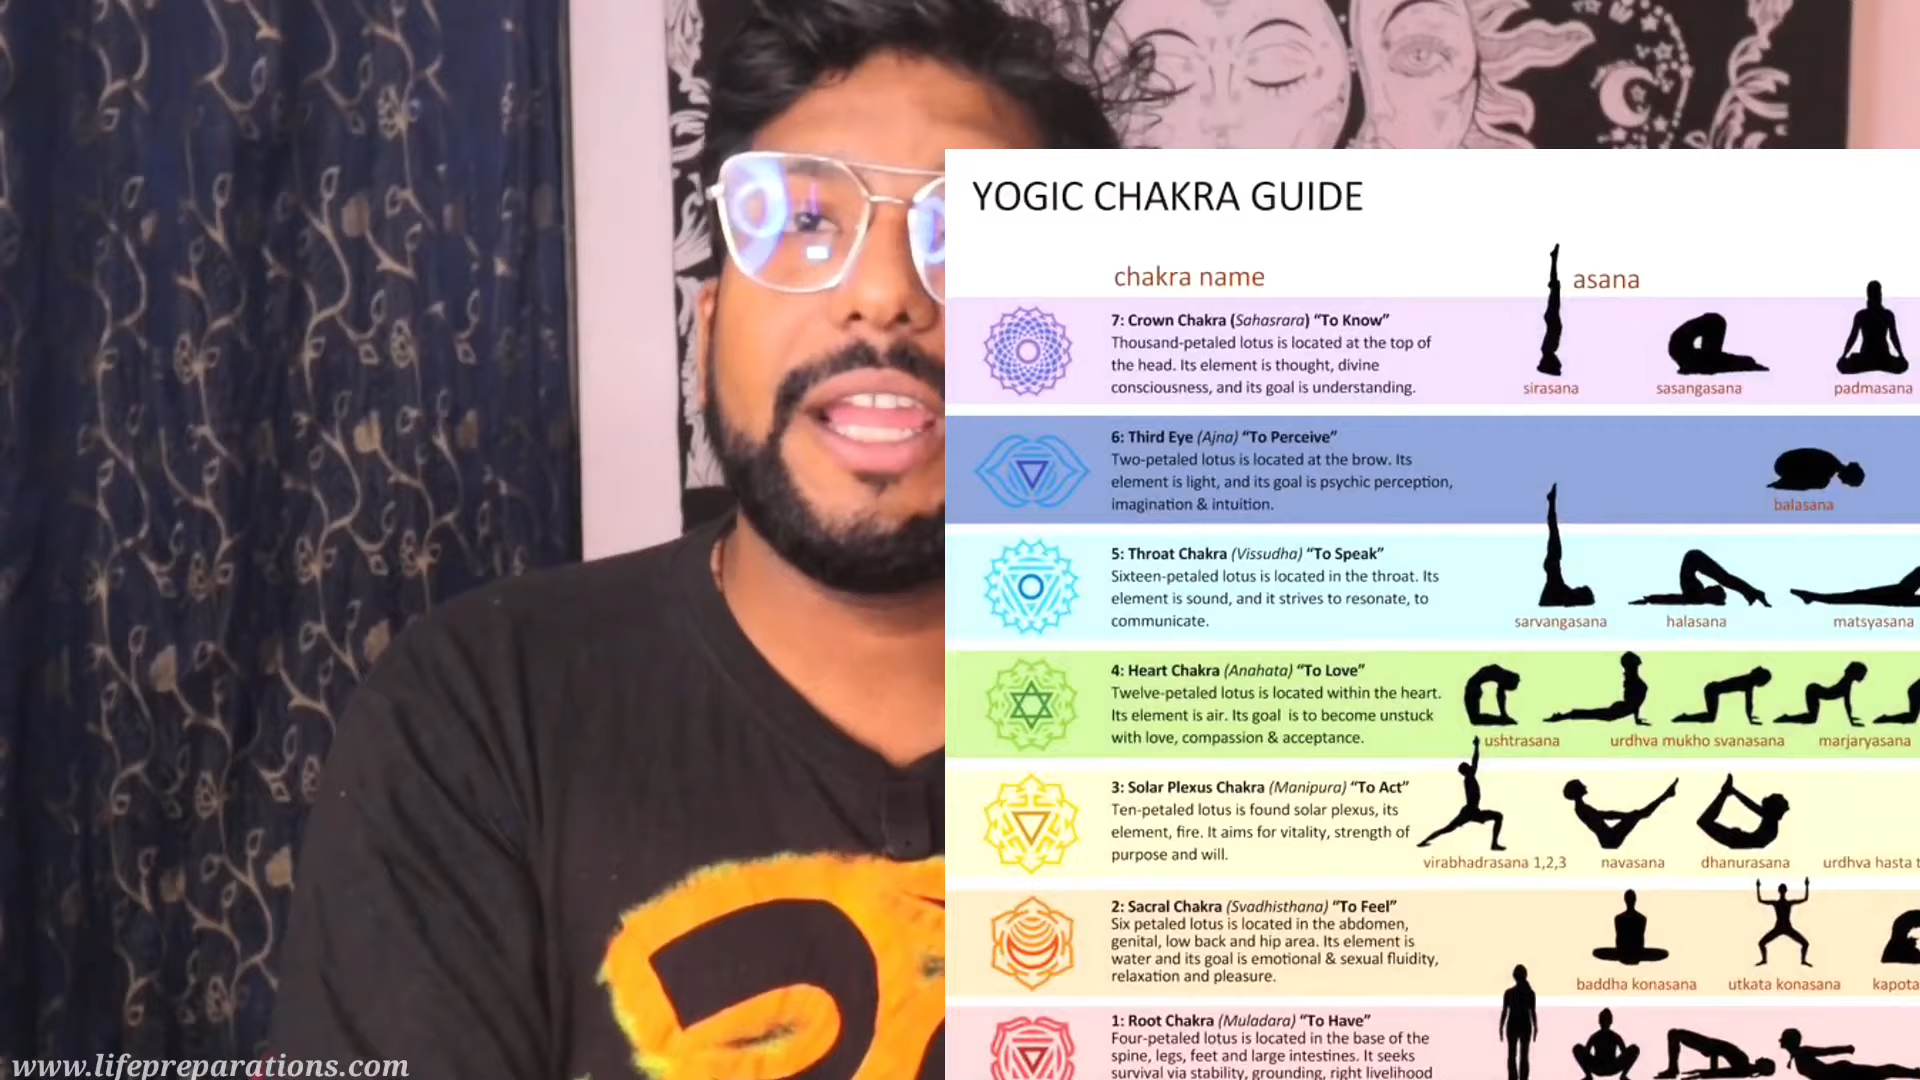 YOGIC CHAKRA GUIDE
chakra name
asana
7: Crown Chakra (Sahasrara) “To Know”
Thousand-petaled lotus is located at the top of
the head. Its element is thought, divine
consciousness, and its goal is understanding.
sirasana
sasangasana
padmasana
6: Third Eye (Ajna) “To Perceive”
Two-petaled lotus is located at the brow. Its
element is light, and its goal is psychic perception,
imagination & intuition.
balasana
5: Throat Chakra (Vissudha) “To Speak”
Sixteen-petaled lotus is located in the throat. Its
element is sound, and it strives to resonate, to
communicate.
sarvangasana
halasana
matsyasana
4: Heart Chakra (Anahata) “To Love”
Twelve-petaled lotus is located within the heart.
Its element is air. Its goal is to become unstuck
with love, compassion & acceptance.
ushtrasana
urdhva mukho svanasana
marjaryasana
3: Solar Plexus Chakra (Manipura) “To Act”
Ten-petaled lotus is found solar plexus, its
element, fire. It aims for vitality, strength of
purpose and will.
virabhadrasana 1,2,3
navasana
dhanurasana
urdhva hasta t
2: Sacral Chakra (Svadhisthana) “To Feel”
Six petaled lotus is located in the abdomen,
genital, low back and hip area. Its element is
water and its goal is emotional & sexual fluidity,
relaxation and pleasure.
baddha konasana
utkata konasana
kapota
1: Root Chakra (Muladara) “To Have”
Four-petaled lotus is located in the base of the
spine, legs, feet and large intestines. It seeks
survival via stability, grounding, right livelihood
www.lifepreparations.com